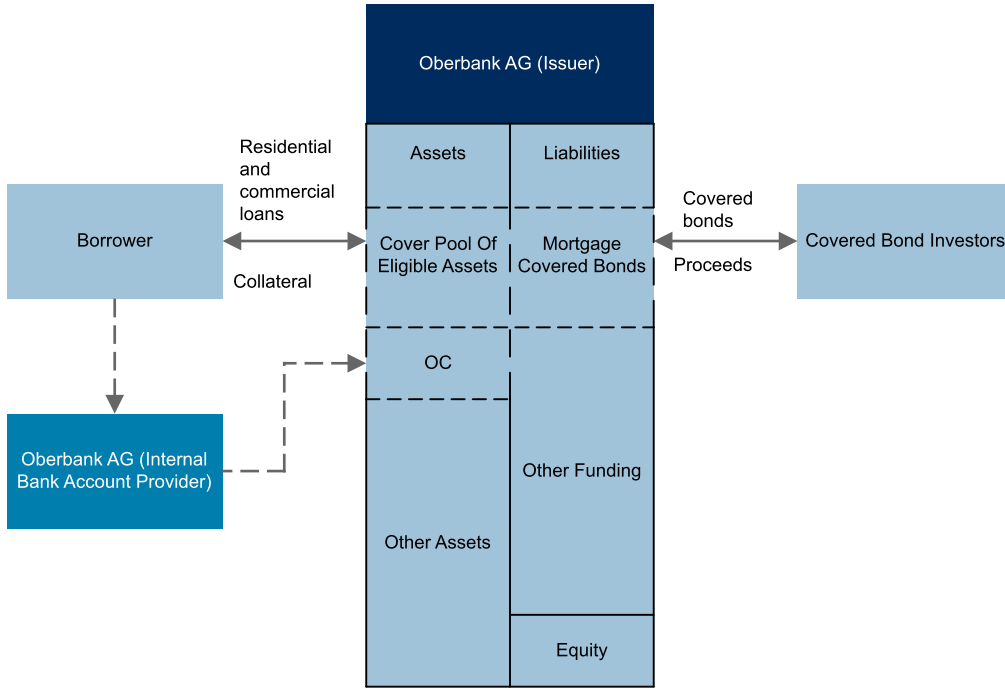 Oberbank AG (Issuer)
Residential
and
commercial
loans
Assets
Liabilities
Covered
bonds
Borrower
Cover Pool Of
Eligible Assets
Mortgage
Covered Bonds
Covered Bond Investors
Collateral
Proceeds
OC
Oberbank AG (Internal
Bank Account Provider)
Other Funding
Other Assets
Equity